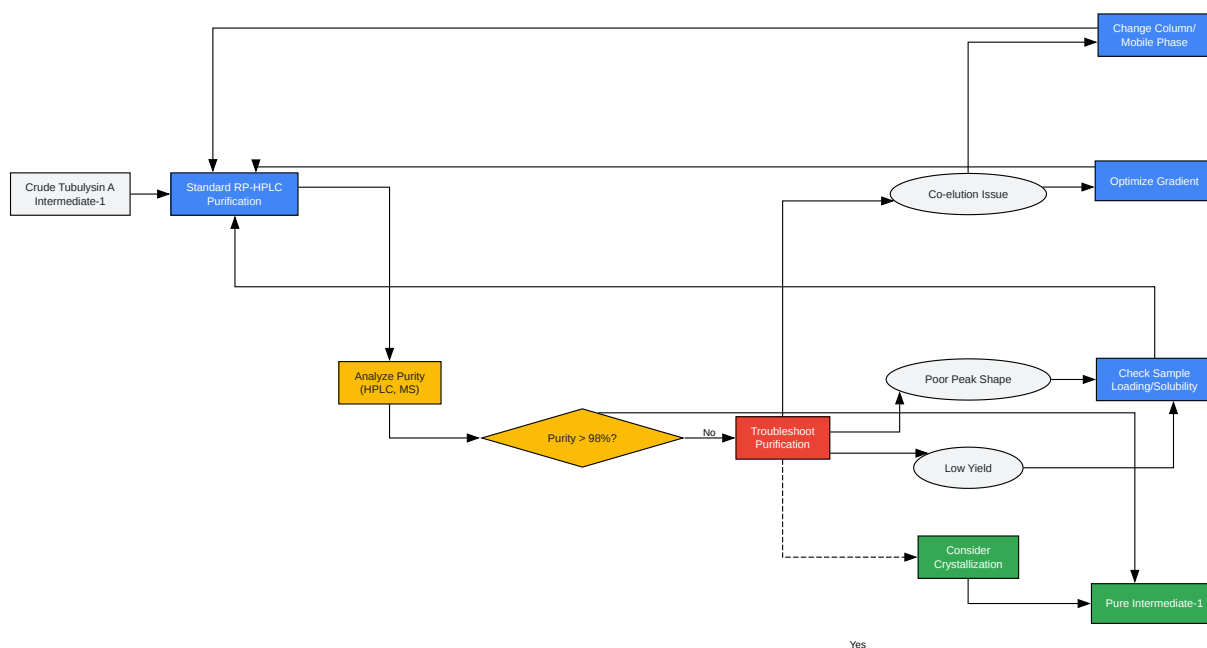 Change Column/
Mobile Phase
Crude Tubulysin A
Intermediate-1
Standard RP-HPLC
Purification
Co-elution Issue
Optimize Gradient
Analyze Purity
(HPLC, MS)
Poor Peak Shape
Check Sample
Loading/Solubility
Purity > 98%?
No
Troubleshoot
Purification
Low Yield
Consider
Crystallization
Pure Intermediate-1
Yes